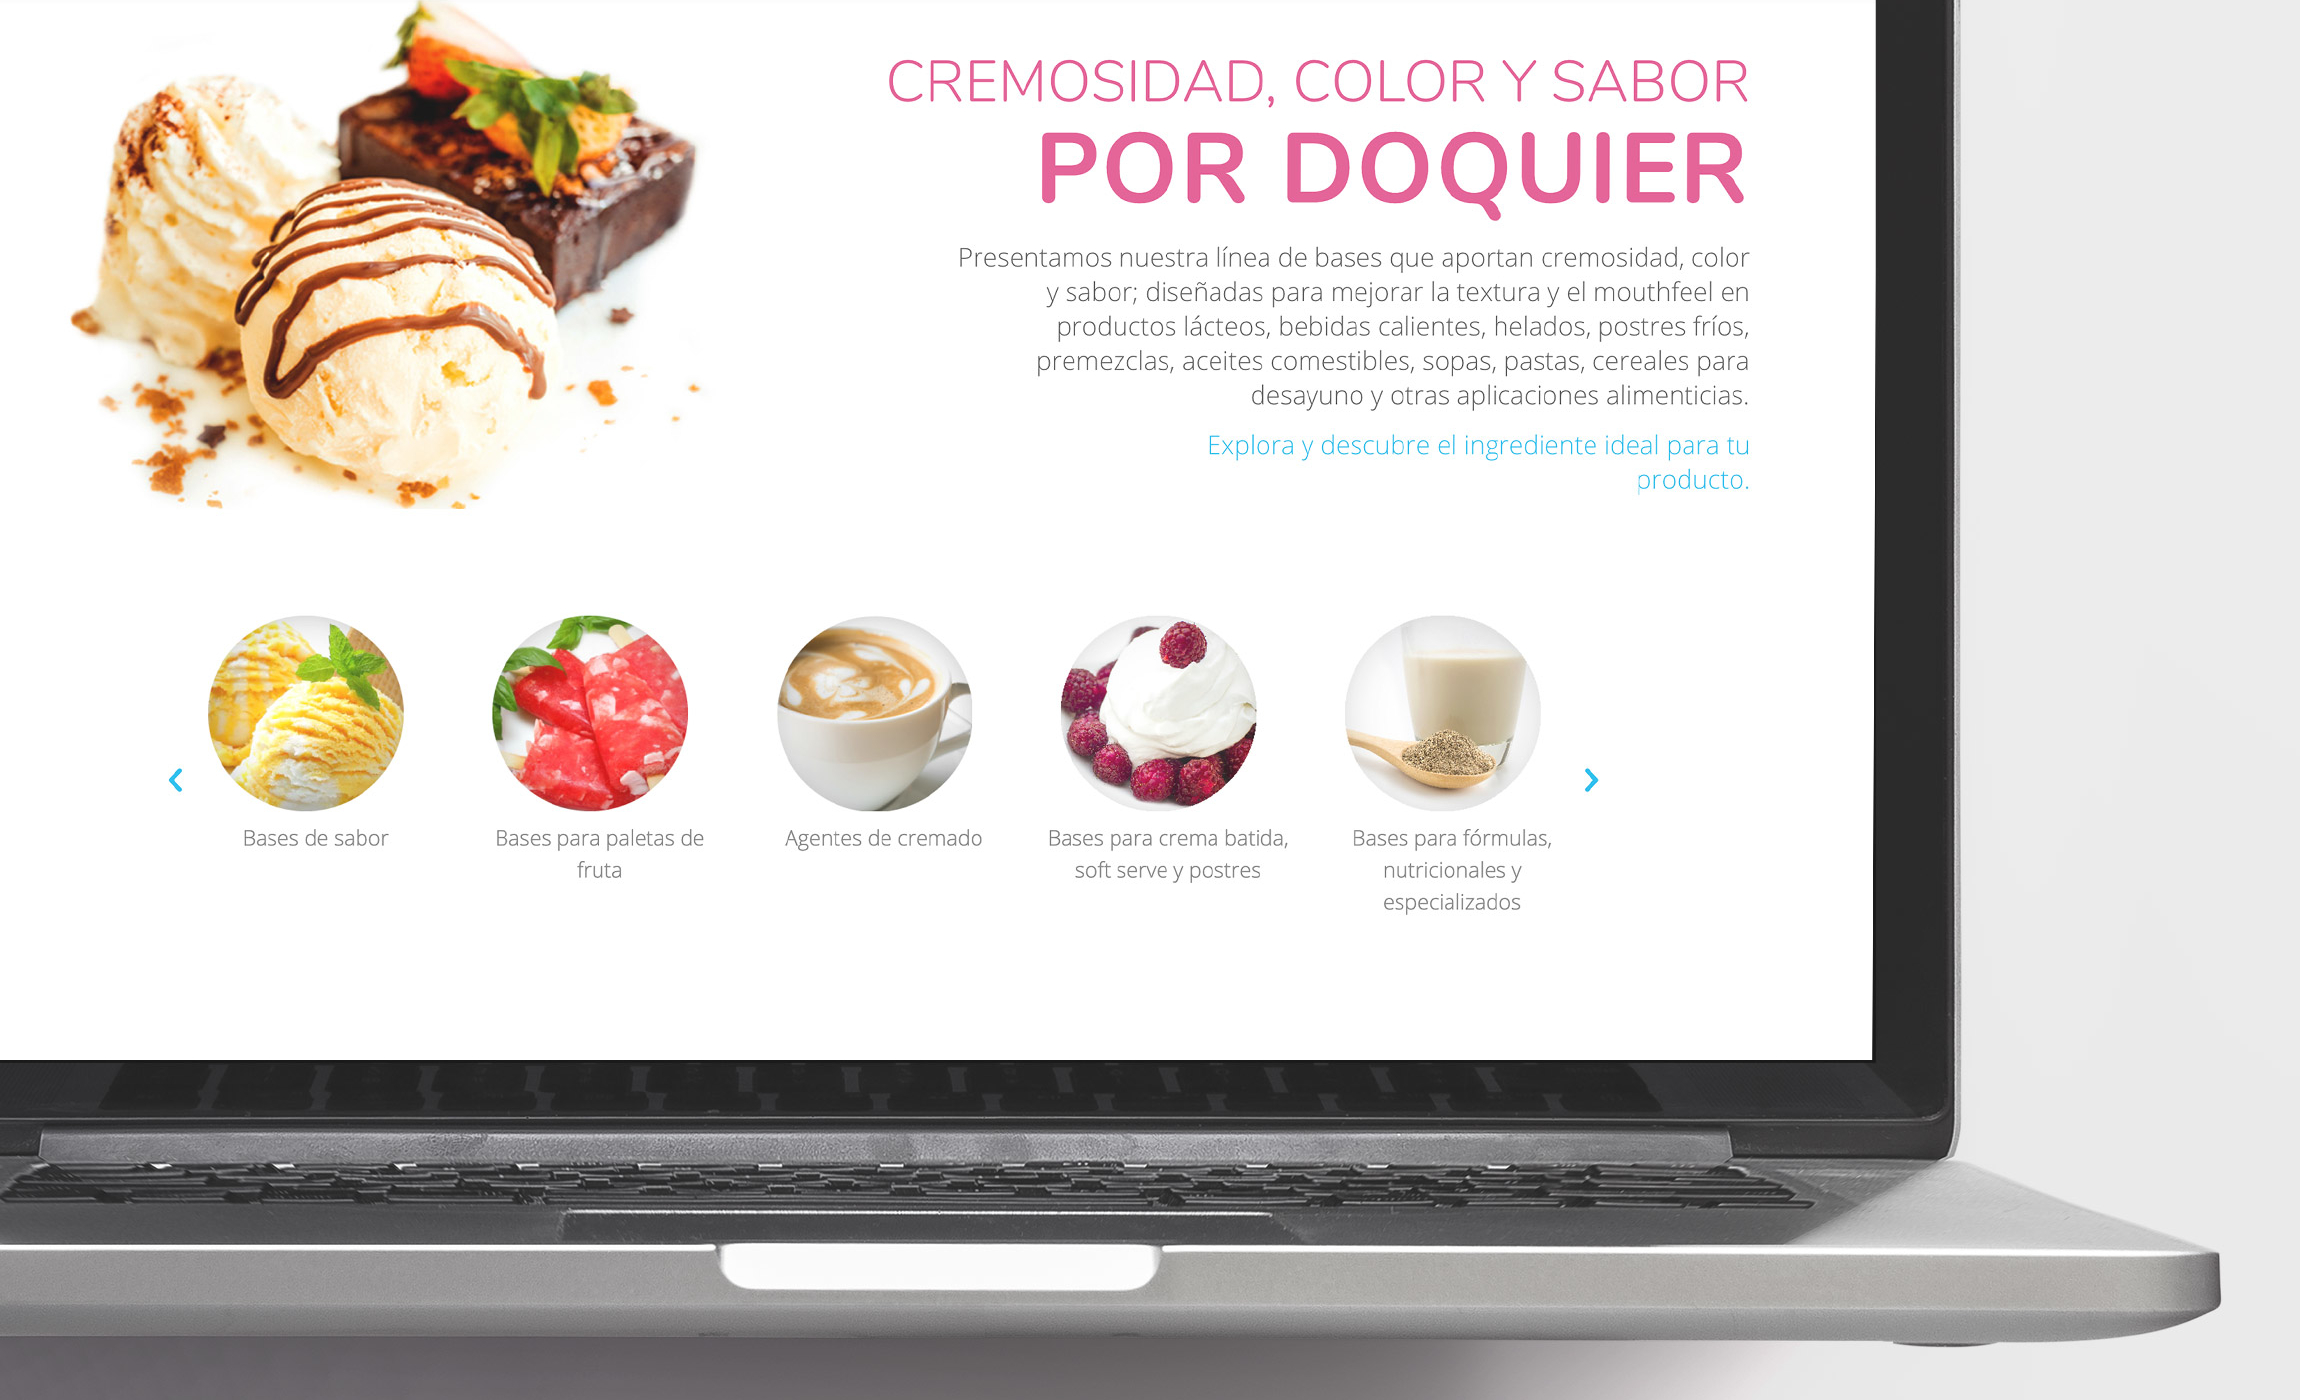 CREMOSIDAD, COLOR Y SABOR
POR DOQUIER
Presentamos nuestra línea de bases que aportan cremosidad, color
y sabor; diseñadas para mejorar la textura y el mouthfeel en
productos lácteos, bebidas calientes, helados, postres fríos,
premezclas, aceites comestibles, sopas, pastas, cereales para
desayuno y otras aplicaciones alimenticias.
Explora y descubre el ingrediente ideal para tu
producto.
Bases de sabor
Bases para paletas de
fruta
Agentes de cremado
Bases para crema batida,
soft serve y postres
Bases para fórmulas,
nutricionales y
especializados